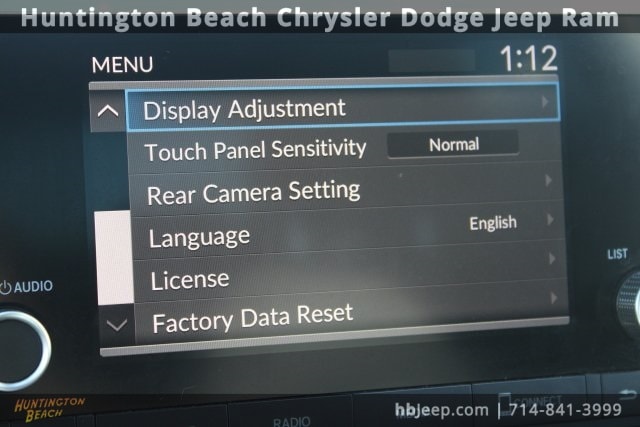 Huntington Beach Chrysler Dodge Jeep Ram
MENU
1:12
Display Adjustment
Touch Panel Sensitivity Normal
Rear Camera Setting
Language English
License
Factory Data Reset
LIST
AUDIO
HUNTINGTON BEACH
RADIO
CONNECT
hbjeep.com | 714-841-3999